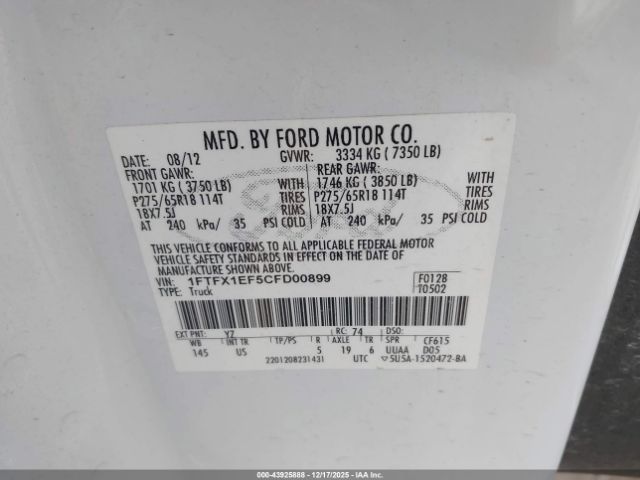 MFD. BY FORD MOTOR CO.
DATE: 08/12 GVWR: 3334 KG (7350 LB)
FRONT GAWR: REAR GAWR:
1701 KG (3750 LB) WITH 1746 KG (3850 LB) WITH
P275/65R18 114T TIRES P275/65R18 114T TIRES
18X7.5J RIMS 18X7.5J RIMS
AT 240 kPa/ 35 PSI COLD AT 240 kPa/ 35 PSI COLD
THIS VEHICLE CONFORMS TO ALL APPLICABLE FEDERAL MOTOR
VEHICLE SAFETY STANDARDS IN EFFECT ON THE DATE OF
MANUFACTURE SHOWN ABOVE.
VIN: 1FTFX1EF5CFD00899 F0128
TYPE: Truck T0502
EXT PNT: YZ RC: 74 DSO:
WB INT TR TP/PS R AXLE TR SPR CF615
145 US 5 19 6 UUAA D05
2201208231431 UTC 5U5A-1520472-BA
000-43925888 - 12/17/2025 - IAAI.COM